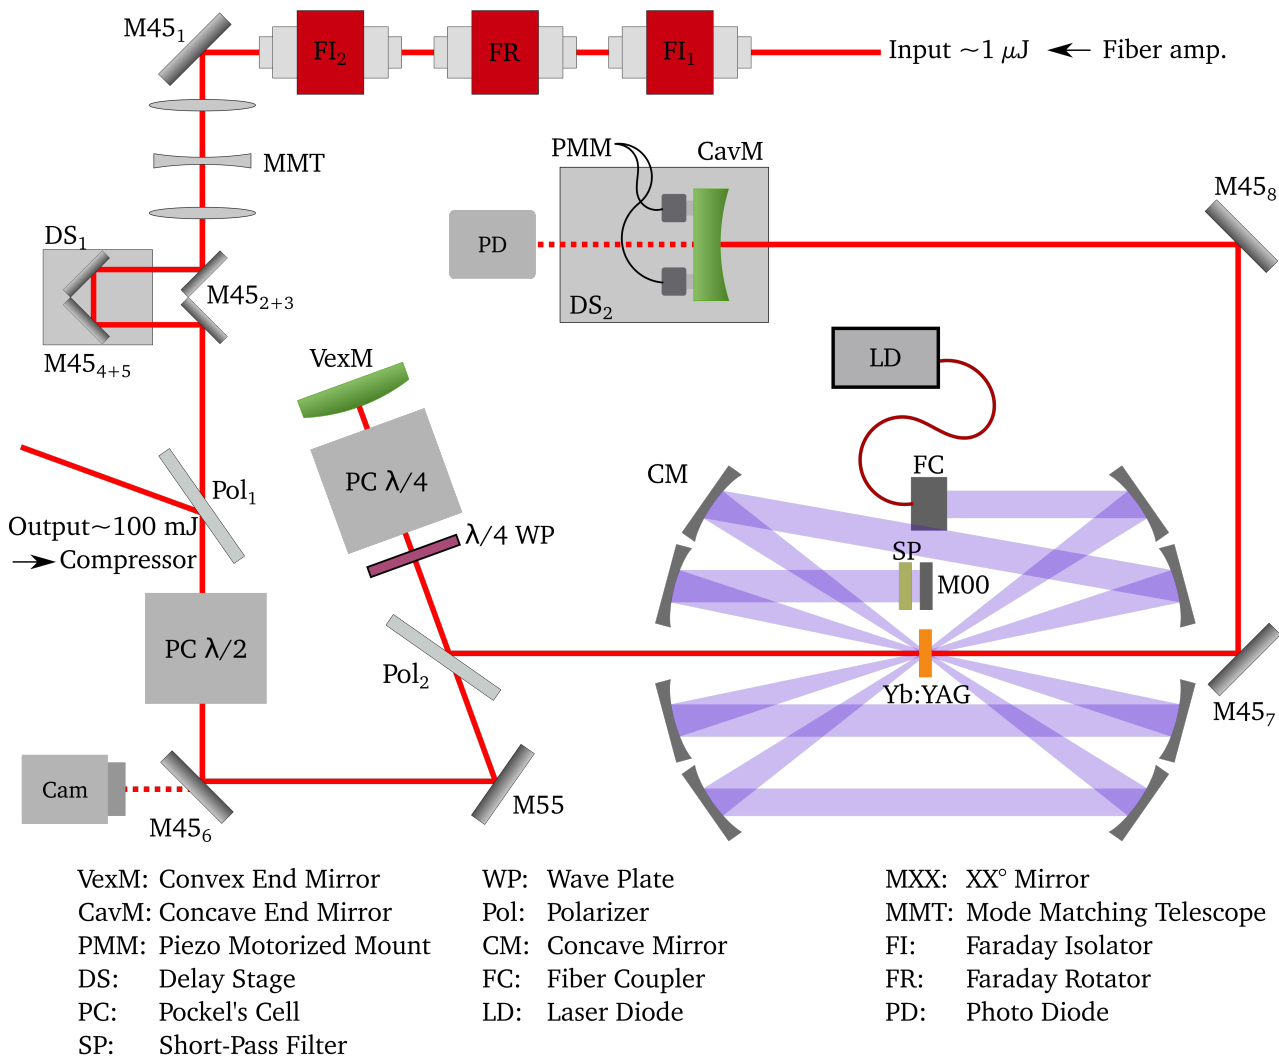 M45₁
FI₂
FR
FI₁
Input ~1 μJ
Fiber amp.
MMT
PMM
CavM
M45₈
DS₁
PD
M45₂₊₃
DS₂
M45₄₊₅
VexM
LD
CM
FC
PC λ/4
Pol₁
Output~100 mJ
Compressor
λ/4 WP
SP
M00
PC λ/2
Pol₂
Yb:YAG
M45₇
Cam
M55
M45₆
VexM: Convex End Mirror
CavM: Concave End Mirror
PMM: Piezo Motorized Mount
DS: Delay Stage
PC: Pockel's Cell
SP: Short-Pass Filter
WP: Wave Plate
Pol: Polarizer
CM: Concave Mirror
FC: Fiber Coupler
LD: Laser Diode
MXX: XX° Mirror
MMT: Mode Matching Telescope
FI: Faraday Isolator
FR: Faraday Rotator
PD: Photo Diode